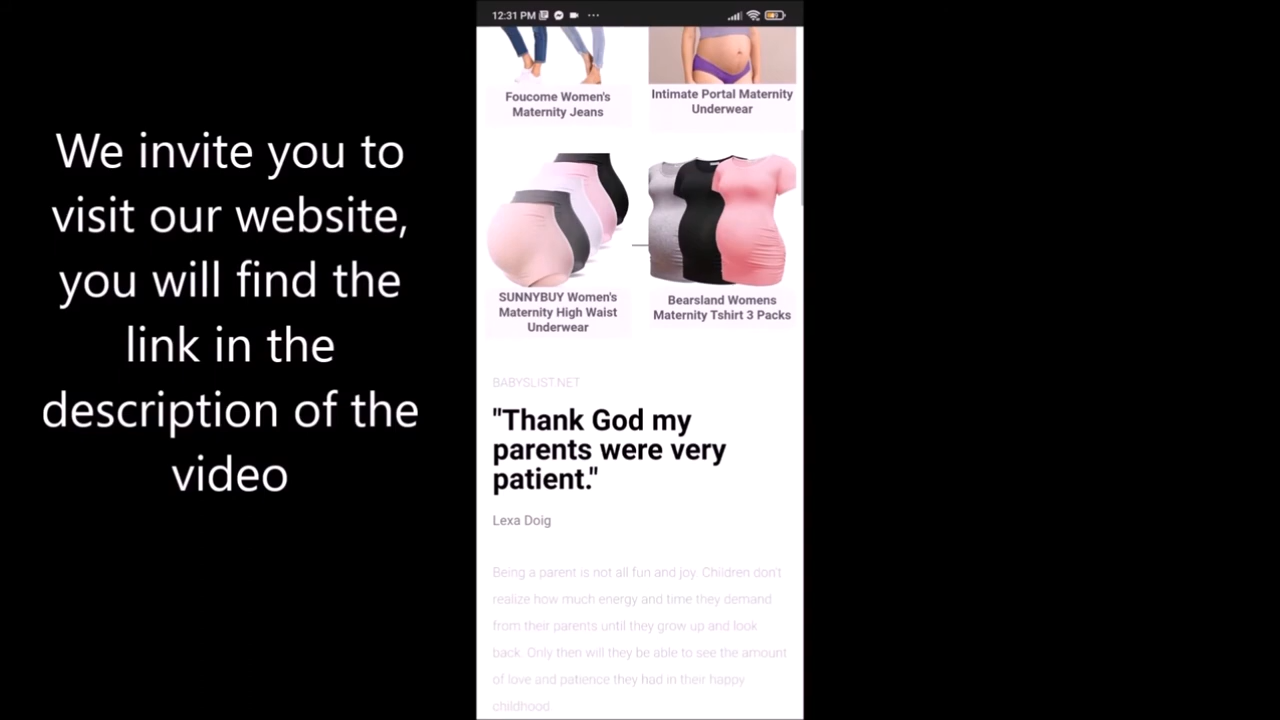 We invite you to
visit our website,
you will find the
link in the
description of the
video
12:31 PM
Foucome Women's
Maternity Jeans
Intimate Portal Maternity
Underwear
SUNNYBUY Women's
Maternity High Waist
Underwear
Bearsland Womens
Maternity Tshirt 3 Packs
BABYSLIST.NET
"Thank God my
parents were very
patient."
Lexa Doig
Being a parent is not all fun and joy. Children don't
realize how much energy and time they demand
from their parents until they grow up and look
back. Only then will they be able to see the amount
of love and patience they had in their happy
childhood.